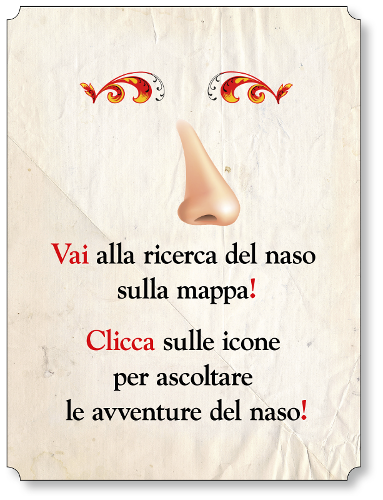 Vai alla ricerca del naso
sulla mappa!
Clicca sulle icone
per ascoltare
le avventure del naso!